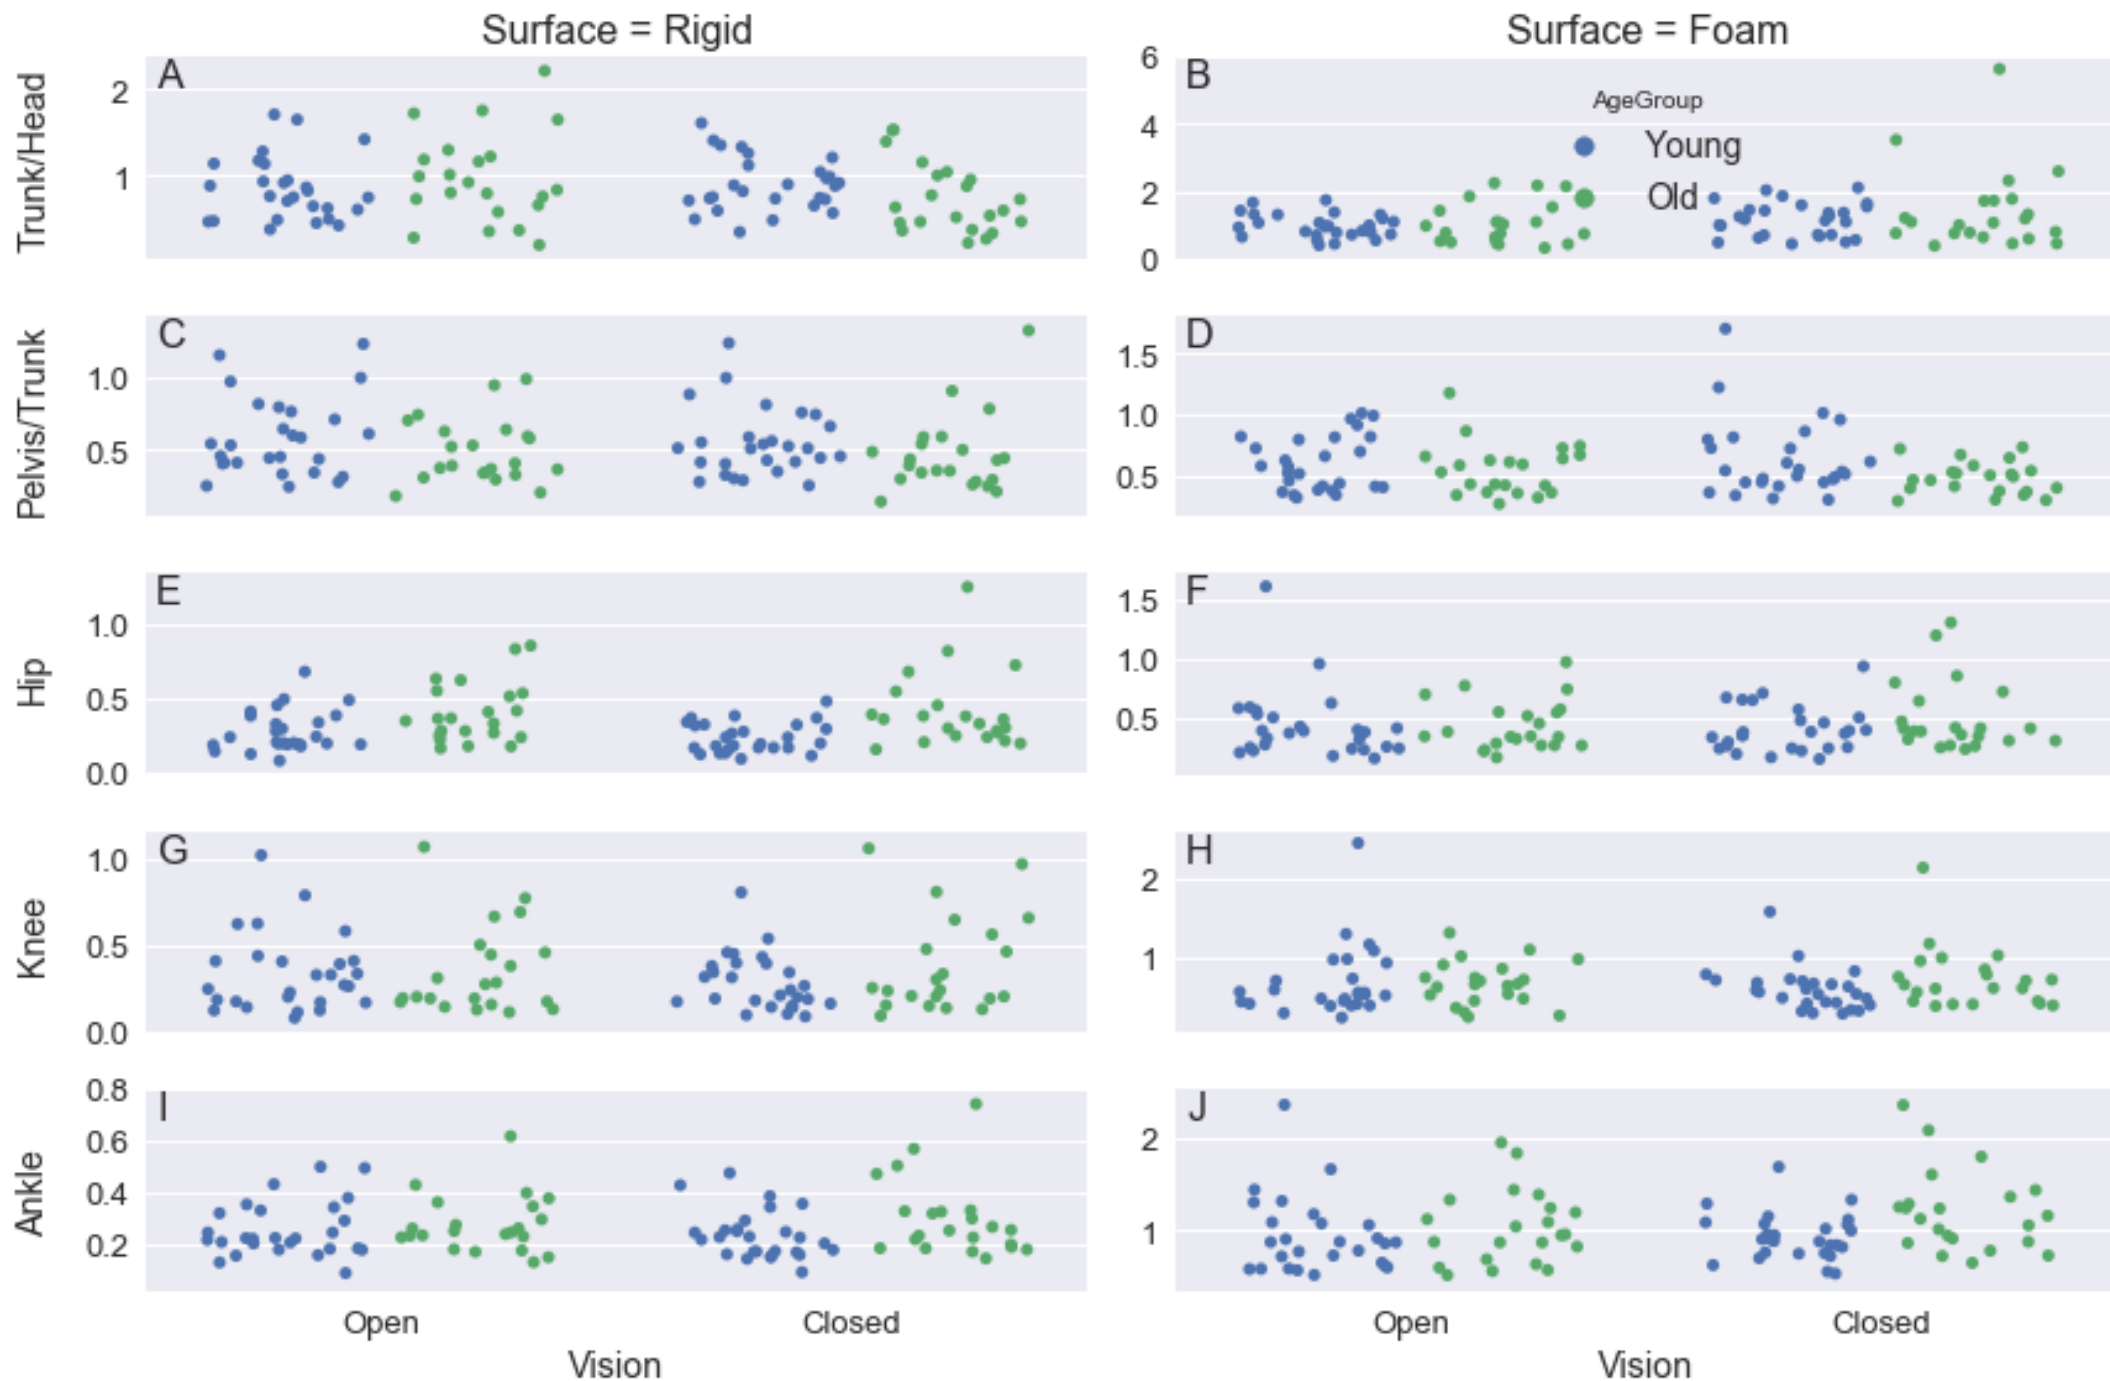 Surface = Rigid
Surface = Foam
Trunk/Head
A
2
1
B
6
4
2
0
AgeGroup
Young
Old
Pelvis/Trunk
C
1.0
0.5
D
1.5
1.0
0.5
Hip
E
1.0
0.5
0.0
F
1.5
1.0
0.5
Knee
G
1.0
0.5
0.0
H
2
1
Ankle
I
0.8
0.6
0.4
0.2
J
2
1
Open
Closed
Open
Closed
Vision
Vision